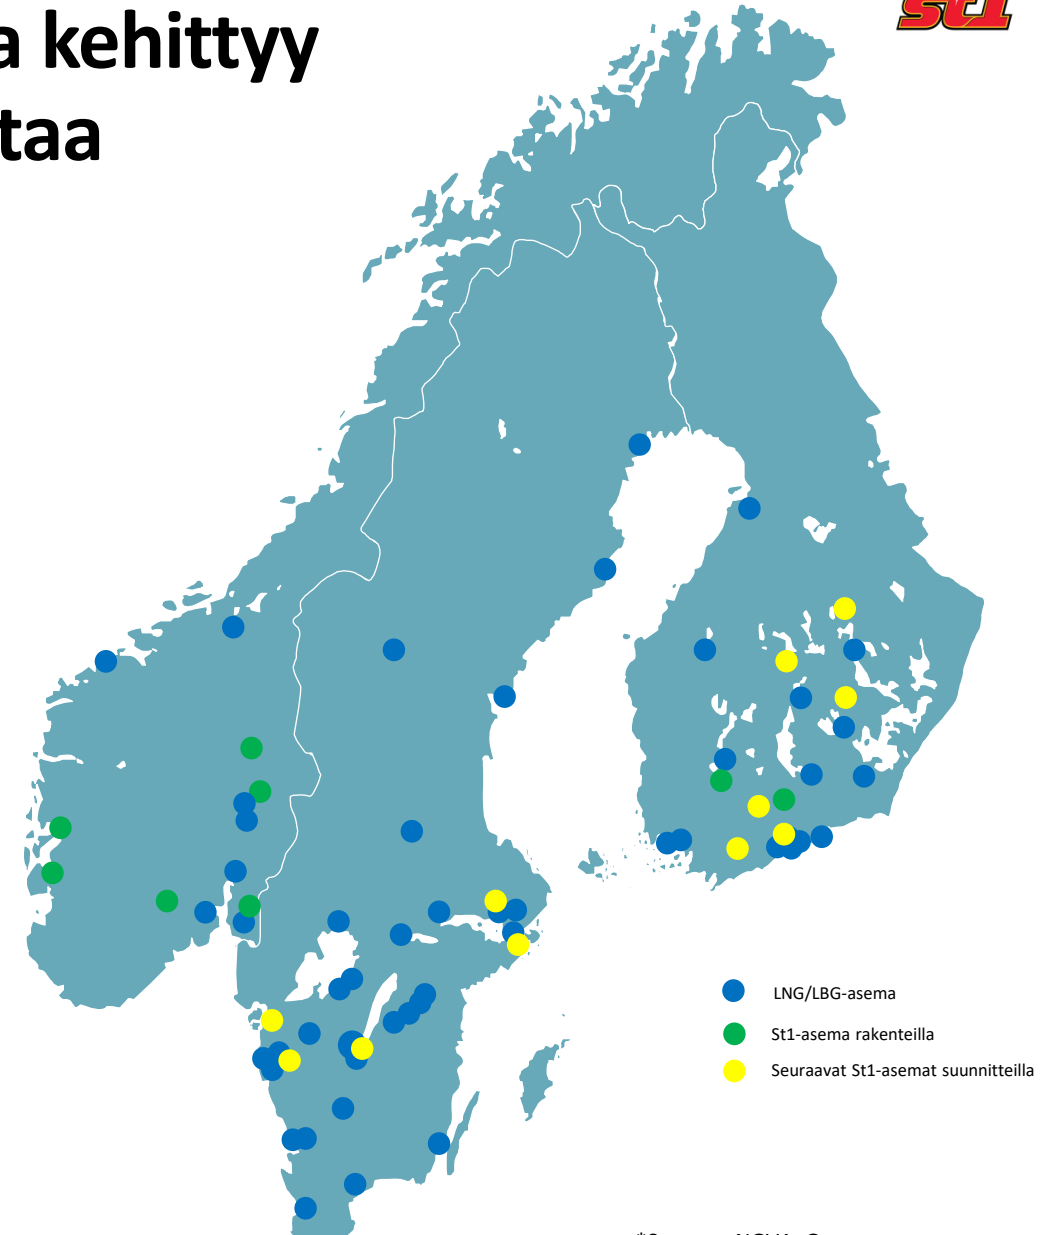 a kehittyy
taa
st1
LNG/LBG-asema
St1-asema rakenteilla
Seuraavat St1-asemat suunnitteilla